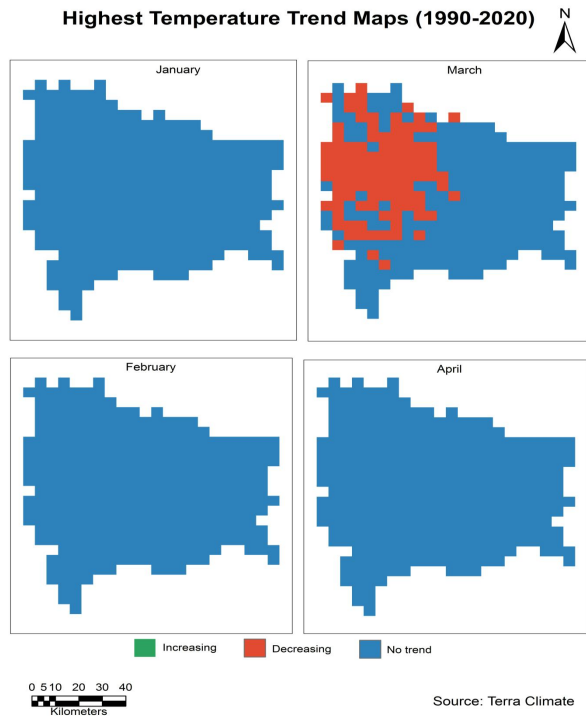 Highest Temperature Trend Maps (1990-2020)
N
January
March
February
April
Increasing
Decreasing
No trend
0 5 10 20 30 40
Kilometers
Source: Terra Climate